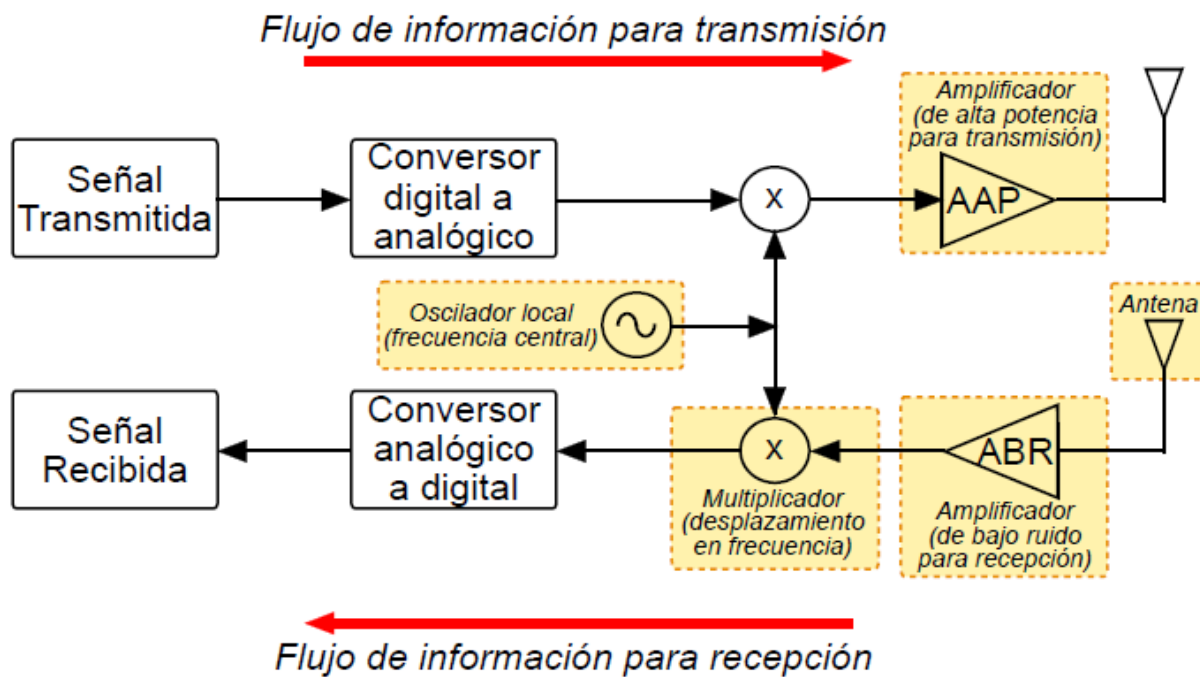 Flujo de información para transmisión
Amplificador
(de alta potencia
para transmisión)
Señal
Transmitida
Conversor
digital a
analógico
x
AAP
Oscilador local
(frecuencia central)
Antena
Señal
Recibida
Conversor
analógico
a digital
x
ABR
Multiplicador
(desplazamiento
en frecuencia)
Amplificador
(de bajo ruido
para recepción)
Flujo de información para recepción